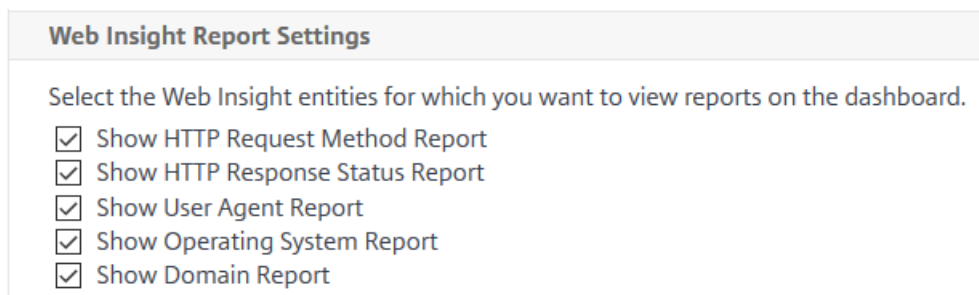 Web Insight Report Settings
Select the Web Insight entities for which you want to view reports on the dashboard.
Show HTTP Request Method Report
Show HTTP Response Status Report
Show User Agent Report
Show Operating System Report
Show Domain Report